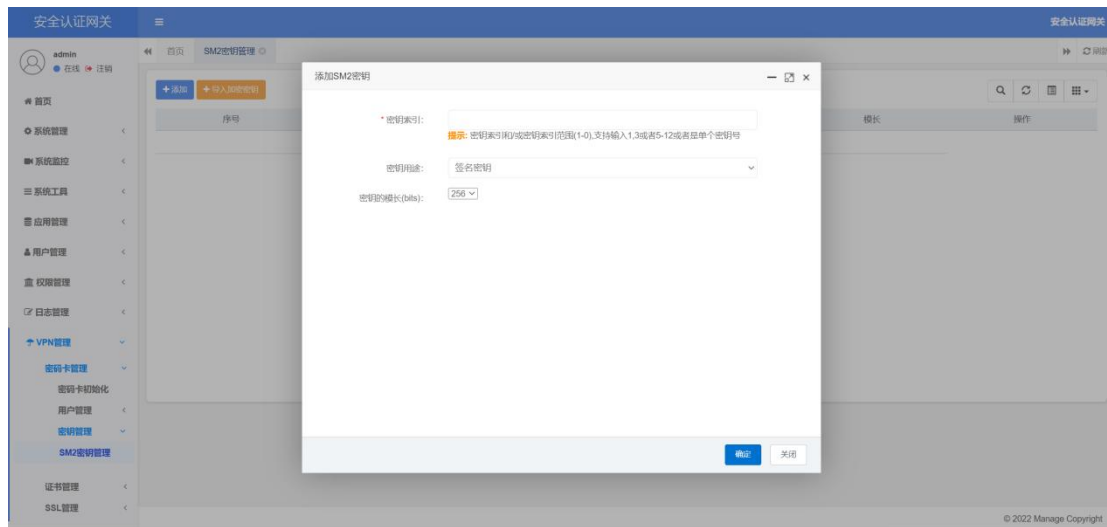 安全认证网关
安全认证网关
admin
在线 注销
首页
SM2密钥管理
首页
系统管理
系统监控
系统工具
应用管理
用户管理
权限管理
日志管理
VPN管理
密码卡管理
密码卡初始化
用户管理
密钥管理
SM2密钥管理
证书管理
SSL管理
+添加
+导入加密密钥
序号
模长
操作
添加SM2密钥
* 密钥索引:
提示: 密钥索引和/或密钥索引范围(1-0),支持输入1,3或者5-12或者是单个密钥号
密钥用途:
签名密钥
密钥的模长(bits):
256
确定
关闭
© 2022 Manage Copyright